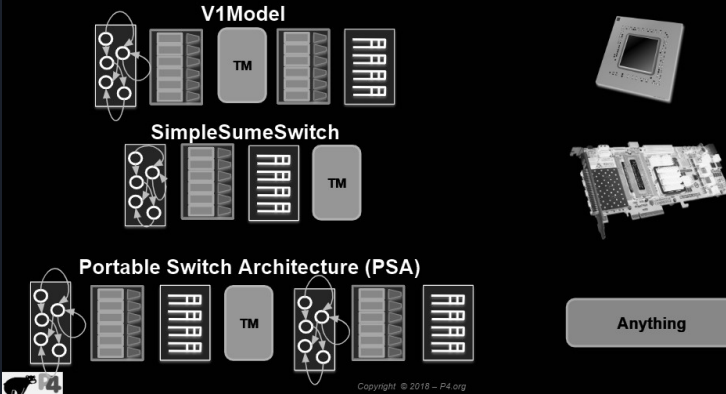 V1Model
TM
SimpleSumeSwitch
TM
Portable Switch Architecture (PSA)
TM
Anything
P4
Copyright © 2018 – P4.org